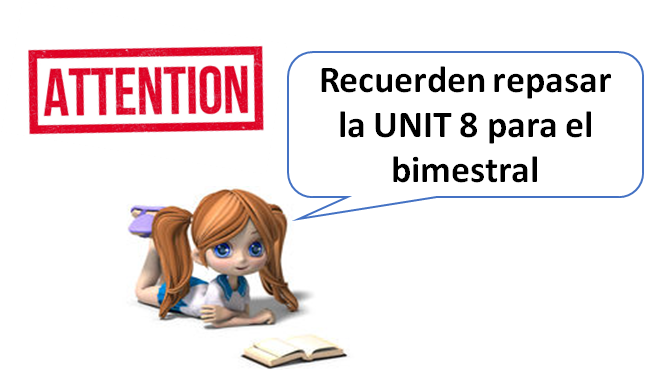 ATTENTION
Recuerden repasar
la UNIT 8 para el
bimestral